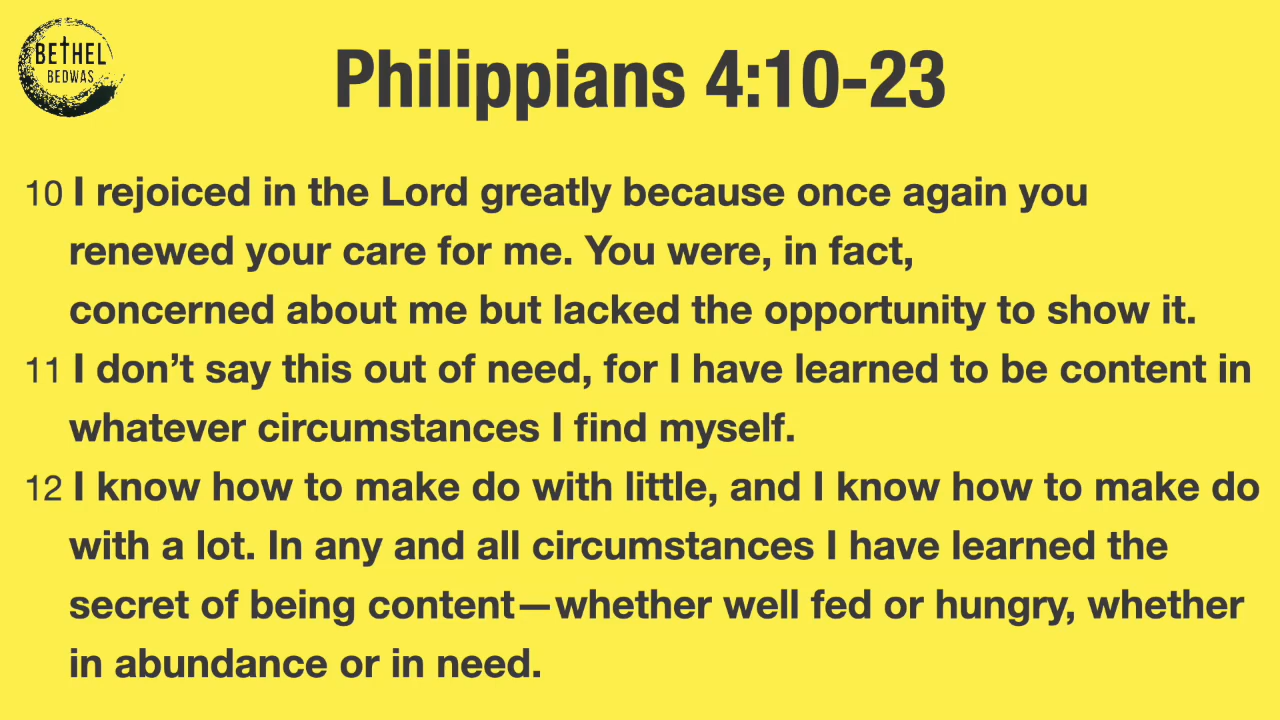 BETHEL
BEDWAS
Philippians 4:10-23
10 I rejoiced in the Lord greatly because once again you
renewed your care for me. You were, in fact,
concerned about me but lacked the opportunity to show it.
11 I don’t say this out of need, for I have learned to be content in
whatever circumstances I find myself.
12 I know how to make do with little, and I know how to make do
with a lot. In any and all circumstances I have learned the
secret of being content—whether well fed or hungry, whether
in abundance or in need.